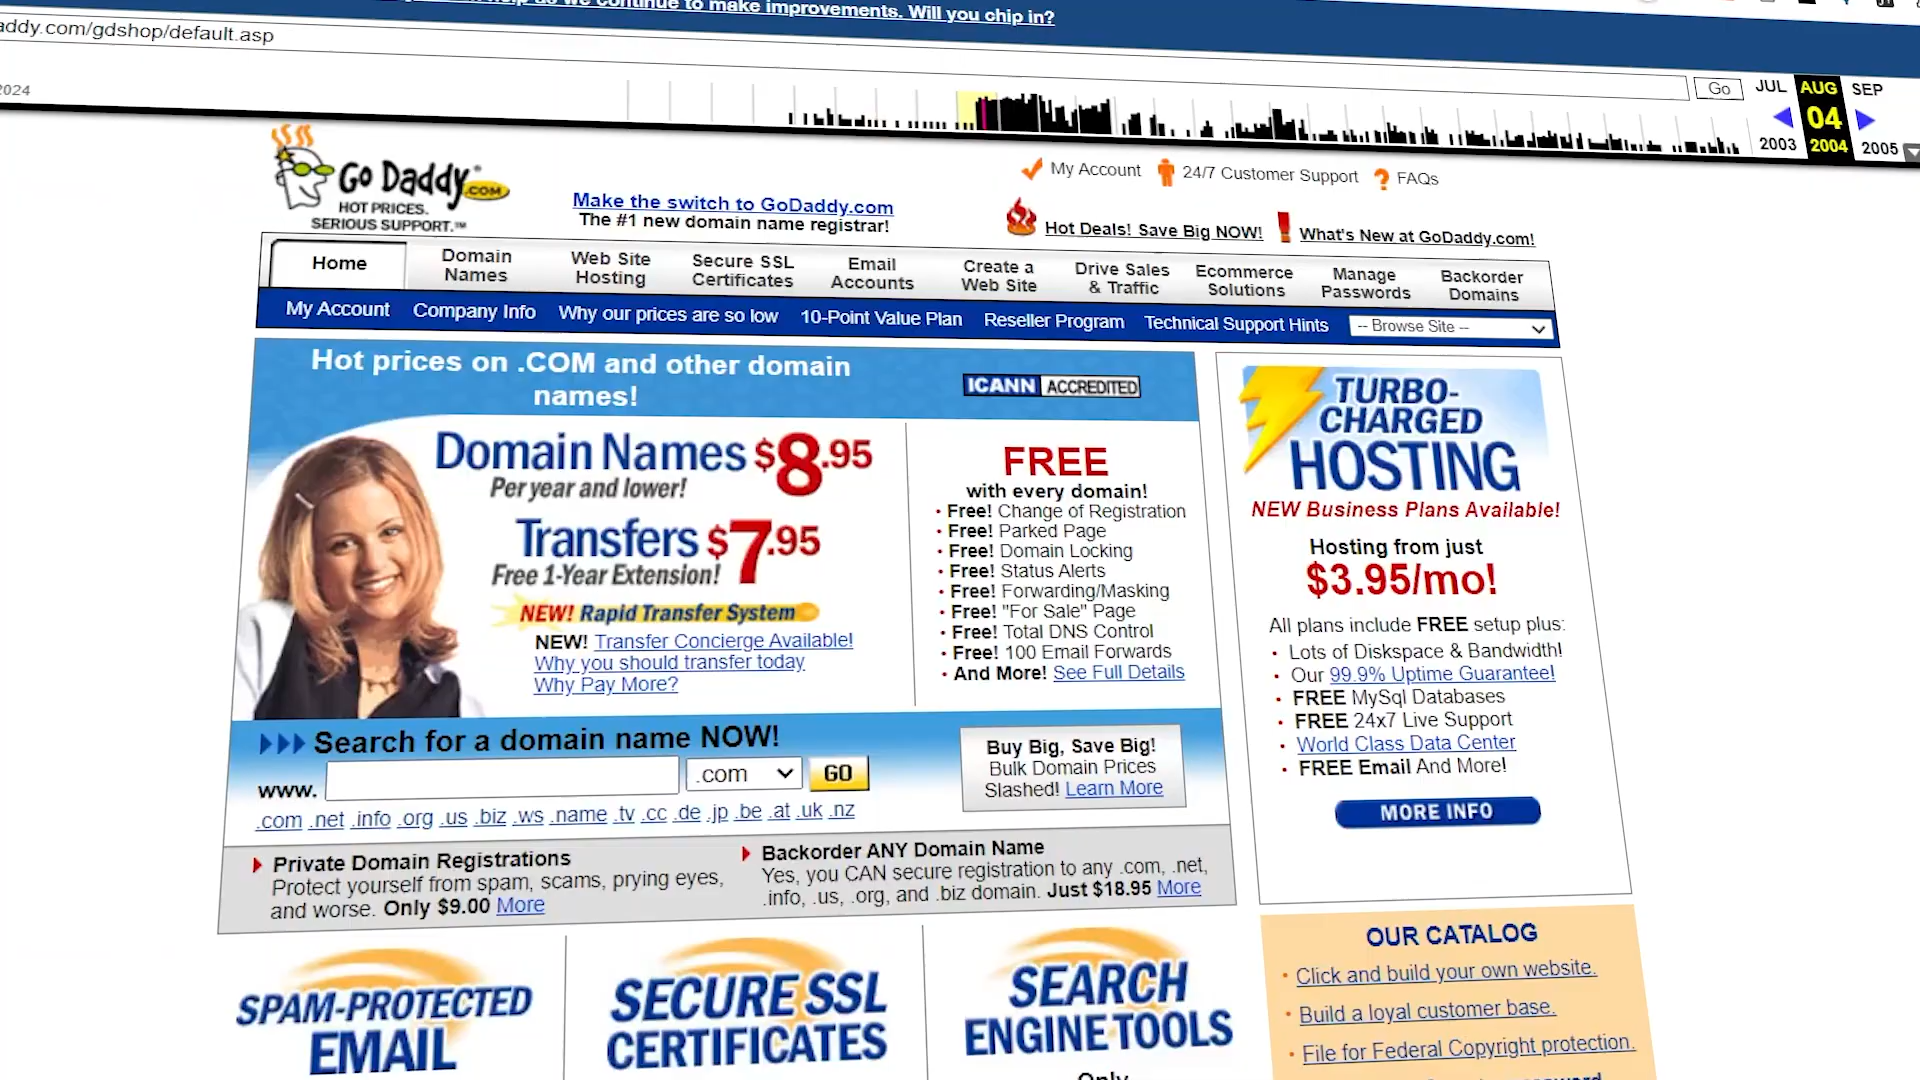 continue to make improvements. Will you chip in?
addy.com/gdshop/default.asp
Go
JUL AUG SEP
2024
04
2003 2004 2005
Go Daddy.COM
HOT PRICES.
SERIOUS SUPPORT.™
Make the switch to GoDaddy.com
The #1 new domain name registrar!
My Account 24/7 Customer Support FAQs
Hot Deals! Save Big NOW! What's New at GoDaddy.com!
Home
Domain Names
Web Site Hosting
Secure SSL Certificates
Email Accounts
Create a Web Site
Drive Sales & Traffic
Ecommerce Solutions
Manage Passwords
Backorder Domains
My Account Company Info Why our prices are so low 10-Point Value Plan Reseller Program Technical Support Hints -- Browse Site --
Hot prices on .COM and other domain
names!
ICANN ACCREDITED
Domain Names $8.95
Per year and lower!
Transfers $7.95
Free 1-Year Extension!
NEW! Rapid Transfer System
NEW! Transfer Concierge Available!
Why you should transfer today
Why Pay More?
FREE
with every domain!
• Free! Change of Registration
• Free! Parked Page
• Free! Domain Locking
• Free! Status Alerts
• Free! Forwarding/Masking
• Free! "For Sale" Page
• Free! Total DNS Control
• Free! 100 Email Forwards
• And More! See Full Details
Search for a domain name NOW!
www. .com GO
.com .net .info .org .us .biz .ws .name .tv .cc .de .jp .be .at .uk .nz
Buy Big, Save Big!
Bulk Domain Prices
Slashed! Learn More
Private Domain Registrations
Protect yourself from spam, scams, prying eyes,
and worse. Only $9.00 More
Backorder ANY Domain Name
Yes, you CAN secure registration to any .com, .net,
.info, .us, .org, and .biz domain. Just $18.95 More
TURBO-
CHARGED
HOSTING
NEW Business Plans Available!
Hosting from just
$3.95/mo!
All plans include FREE setup plus:
• Lots of Diskspace & Bandwidth!
• Our 99.9% Uptime Guarantee!
• FREE MySql Databases
• FREE 24x7 Live Support
• World Class Data Center
• FREE Email And More!
MORE INFO
SPAM-PROTECTED
EMAIL
SECURE SSL
CERTIFICATES
SEARCH
ENGINE TOOLS
Only
OUR CATALOG
• Click and build your own website.
• Build a loyal customer base.
• File for Federal Copyright protection.